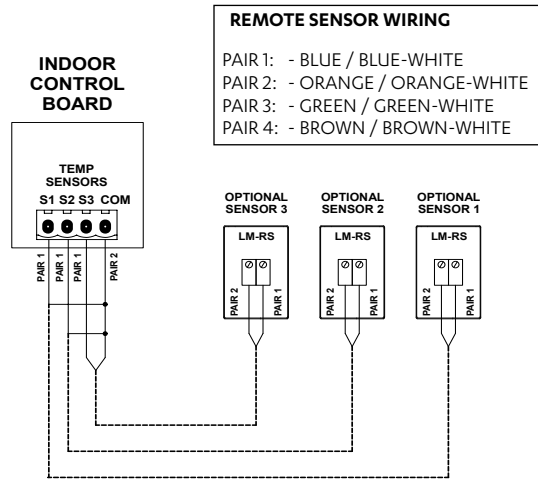 REMOTE SENSOR WIRING
PAIR 1: - BLUE / BLUE-WHITE
PAIR 2: - ORANGE / ORANGE-WHITE
PAIR 3: - GREEN / GREEN-WHITE
PAIR 4: - BROWN / BROWN-WHITE
INDOOR
CONTROL
BOARD
TEMP
SENSORS
S1 S2 S3 COM
PAIR 1
PAIR 1
PAIR 1
PAIR 2
OPTIONAL
SENSOR 3
LM-RS
PAIR 2
PAIR 1
OPTIONAL
SENSOR 2
LM-RS
PAIR 2
PAIR 1
OPTIONAL
SENSOR 1
LM-RS
PAIR 2
PAIR 1